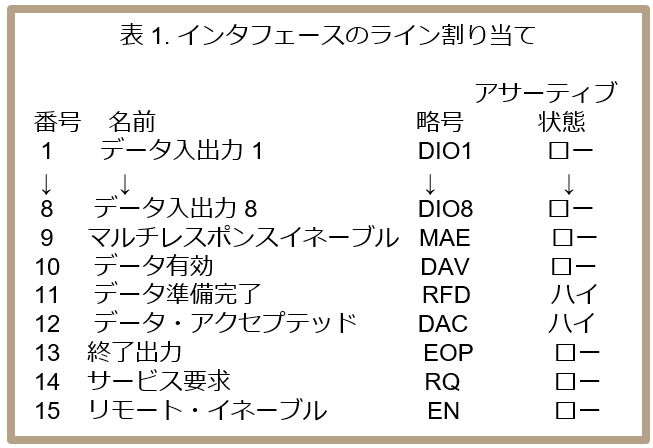 表 1. インタフェースのライン割り当て
アサーティブ
番号 名前 略号 状態
1 データ入出力 1 DIO1 ロー
↓ ↓ ↓ ↓
8 データ入出力 8 DIO8 ロー
9 マルチレスポンスイネーブル MAE ロー
10 データ有効 DAV ロー
11 データ準備完了 RFD ハイ
12 データ・アクセプテッド DAC ハイ
13 終了出力 EOP ロー
14 サービス要求 RQ ロー
15 リモート・イネーブル EN ロー